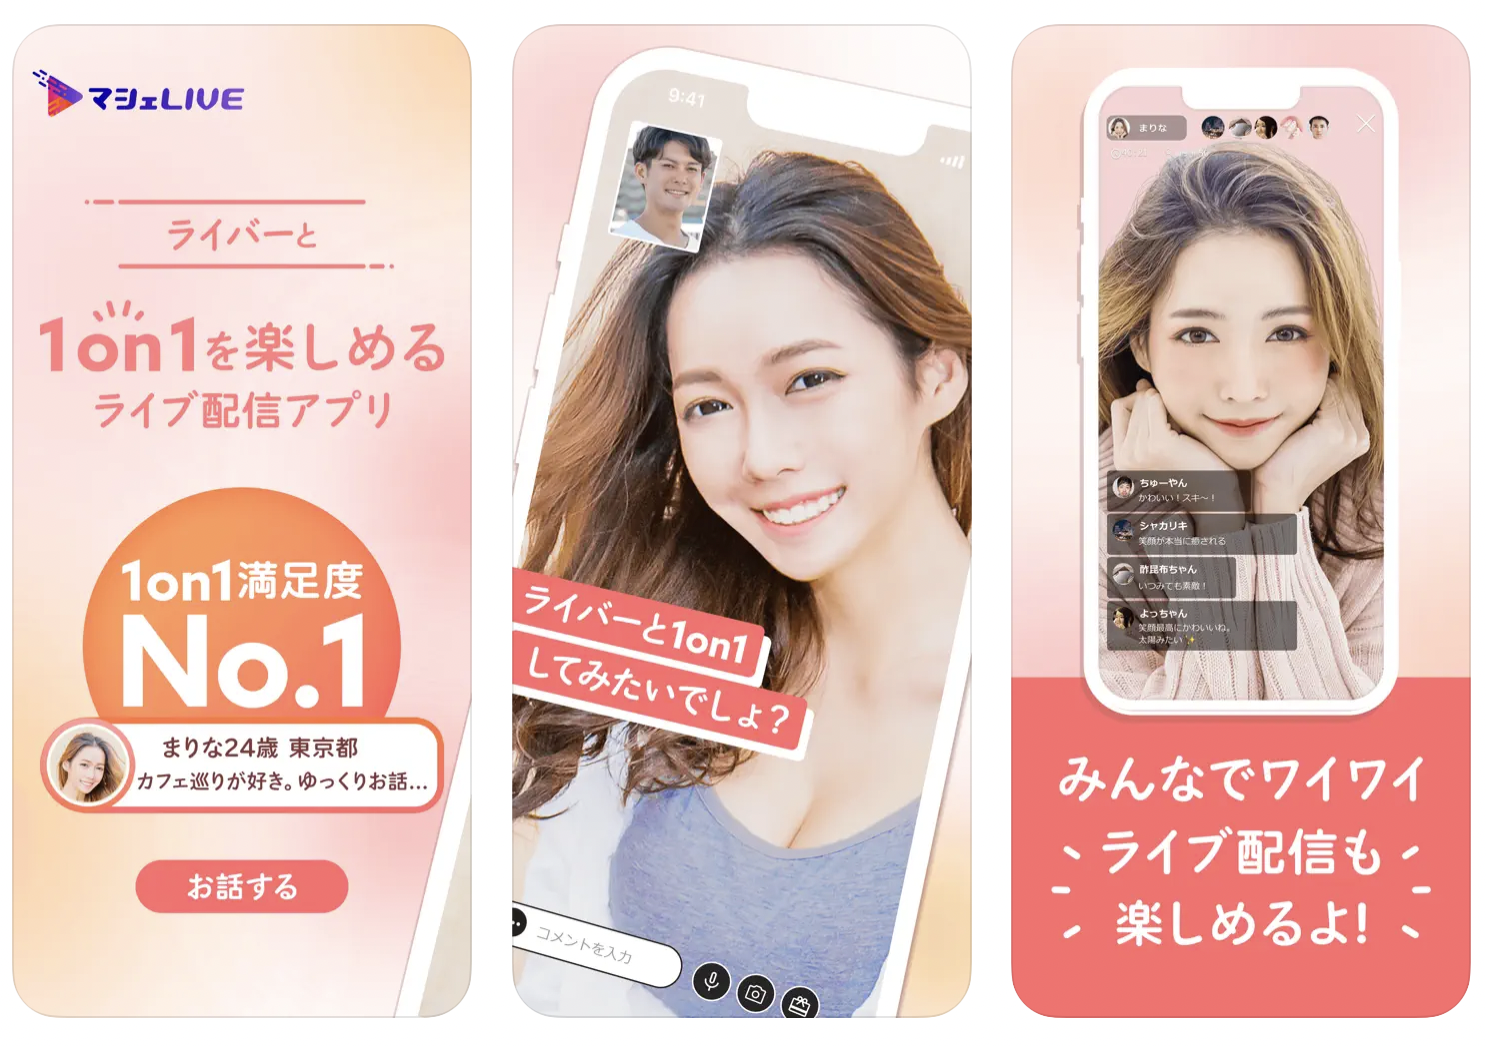 マシェLIVE
ライバーと
1on1を楽しめる
ライブ配信アプリ
1on1満足度
No.1
まりな24歳 東京都
カフェ巡りが好き。ゆっくりお話...
お話する
9:41
ライバーと1on1
してみたいでしょ？
コメントを入力
まりな
ちゅーやん
かわいい！スキ〜！
シャカリキ
笑顔が本当に癒される
酢昆布ちゃん
いつみても素敵！
よっちゃん
笑顔最高にかわいいね。
太陽みたい✨
みんなでワイワイ
ライブ配信も
楽しめるよ!